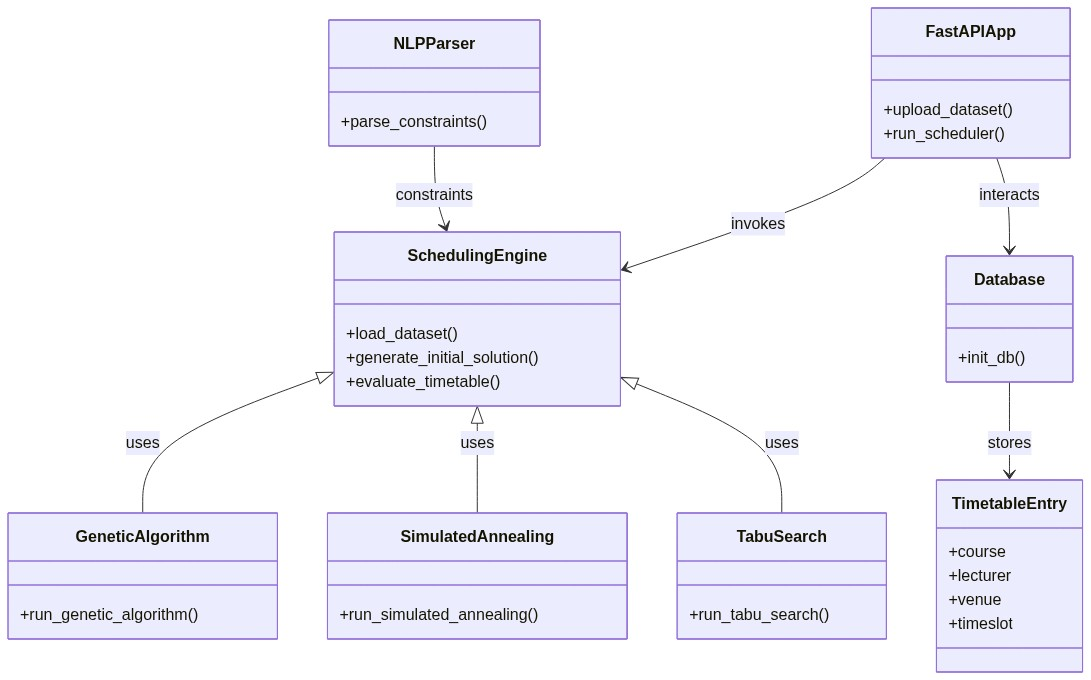 NLPParser
+parse_constraints()
FastAPIApp
+upload_dataset()
+run_scheduler()
constraints
invokes
interacts
SchedulingEngine
+load_dataset()
+generate_initial_solution()
+evaluate_timetable()
Database
+init_db()
uses
uses
uses
stores
GeneticAlgorithm
+run_genetic_algorithm()
SimulatedAnnealing
+run_simulated_annealing()
TabuSearch
+run_tabu_search()
TimetableEntry
+course
+lecturer
+venue
+timeslot